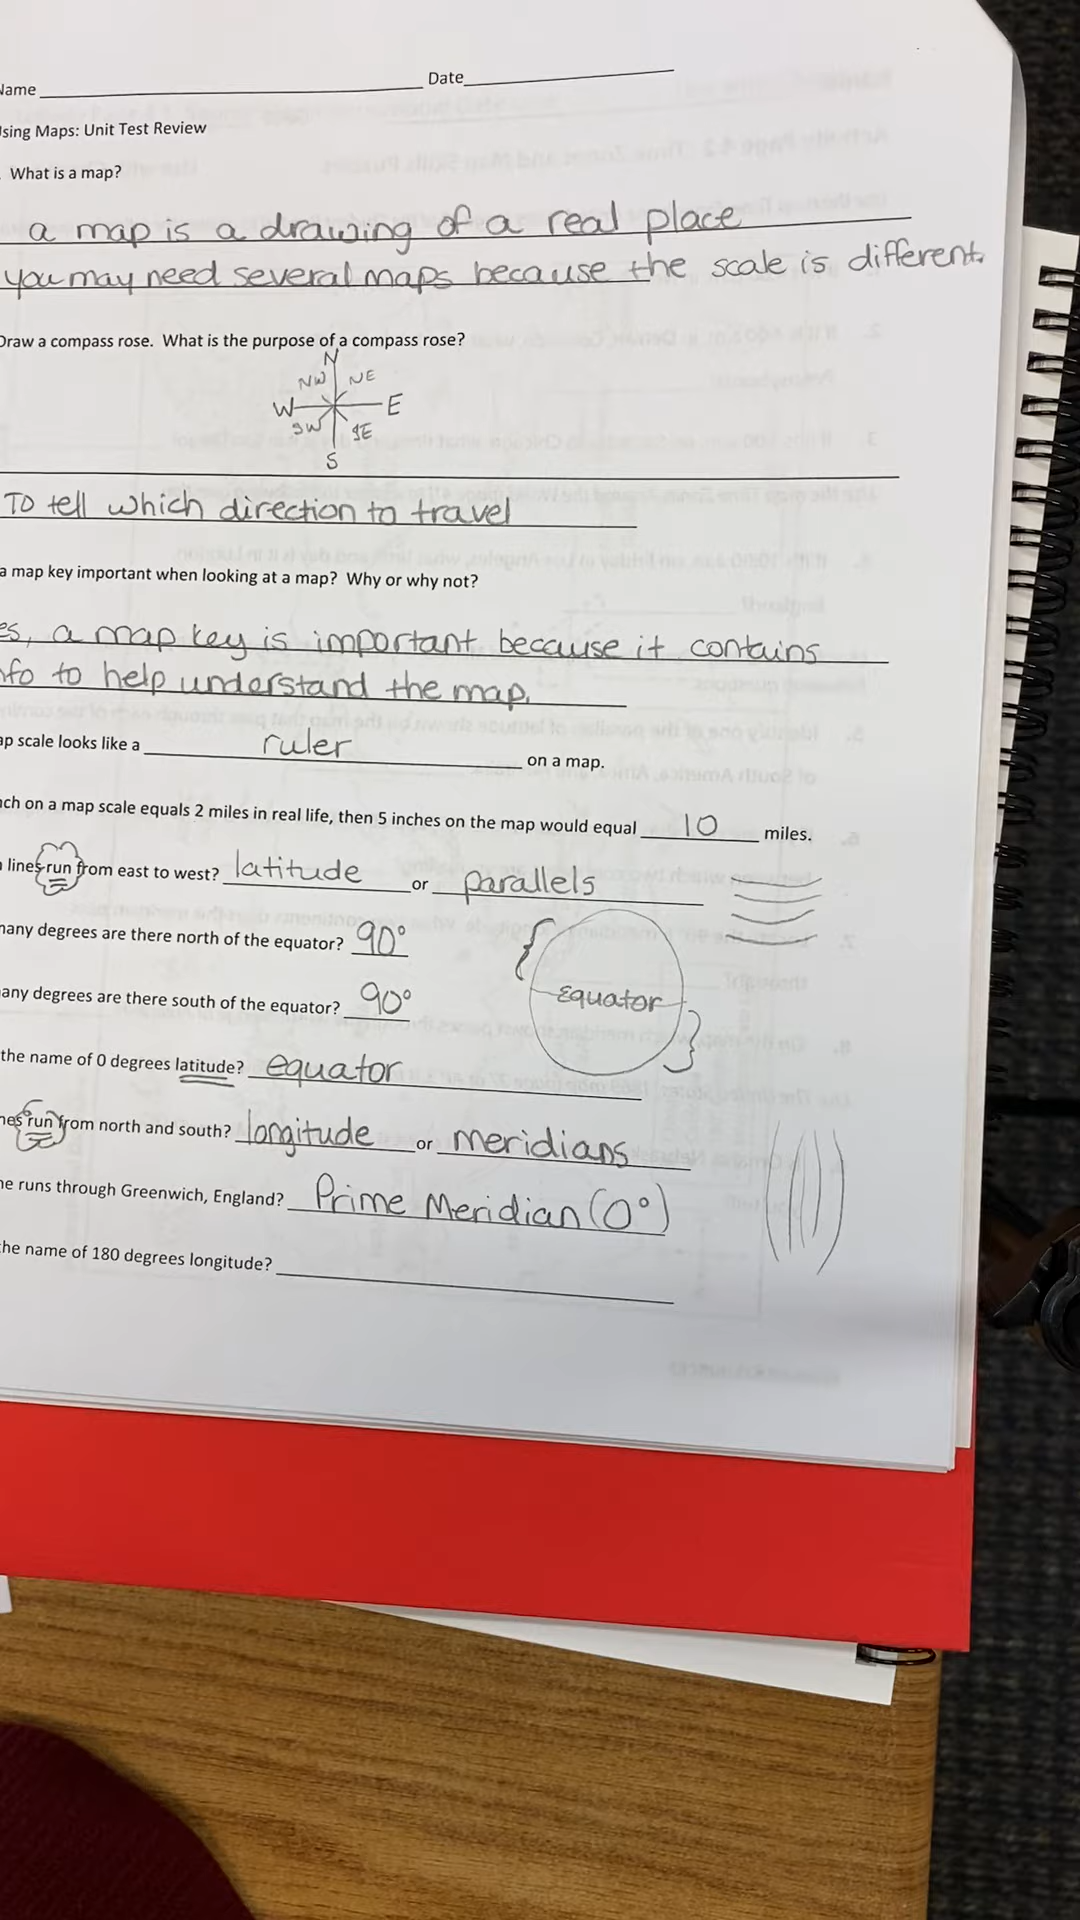 Name Date
Using Maps: Unit Test Review
What is a map?
a map is a drawing of a real place
you may need several maps because the scale is different.
Draw a compass rose. What is the purpose of a compass rose?
N
NW NE
W E
SW SE
S
To tell which direction to travel
a map key important when looking at a map? Why or why not?
es, a map key is important because it contains
nfo to help understand the map.
ap scale looks like a ruler on a map.
nch on a map scale equals 2 miles in real life, then 5 inches on the map would equal 10 miles.
lines run from east to west? latitude or parallels
many degrees are there north of the equator? 90°
Equator
any degrees are there south of the equator? 90°
the name of 0 degrees latitude? equator
nes run from north and south? longitude or meridians
ne runs through Greenwich, England? Prime Meridian (0°)
the name of 180 degrees longitude?